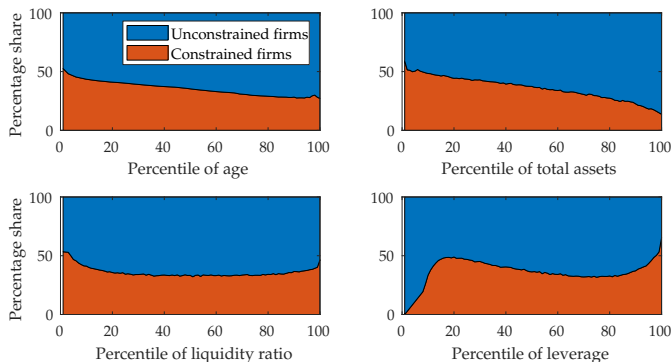 100
50
0
Percentage share
Unconstrained firms
Constrained firms
0 20 40 60 80 100
Percentile of age
100
50
0
0 20 40 60 80 100
Percentile of total assets
100
50
0
Percentage share
0 20 40 60 80 100
Percentile of liquidity ratio
100
50
0
0 20 40 60 80 100
Percentile of leverage